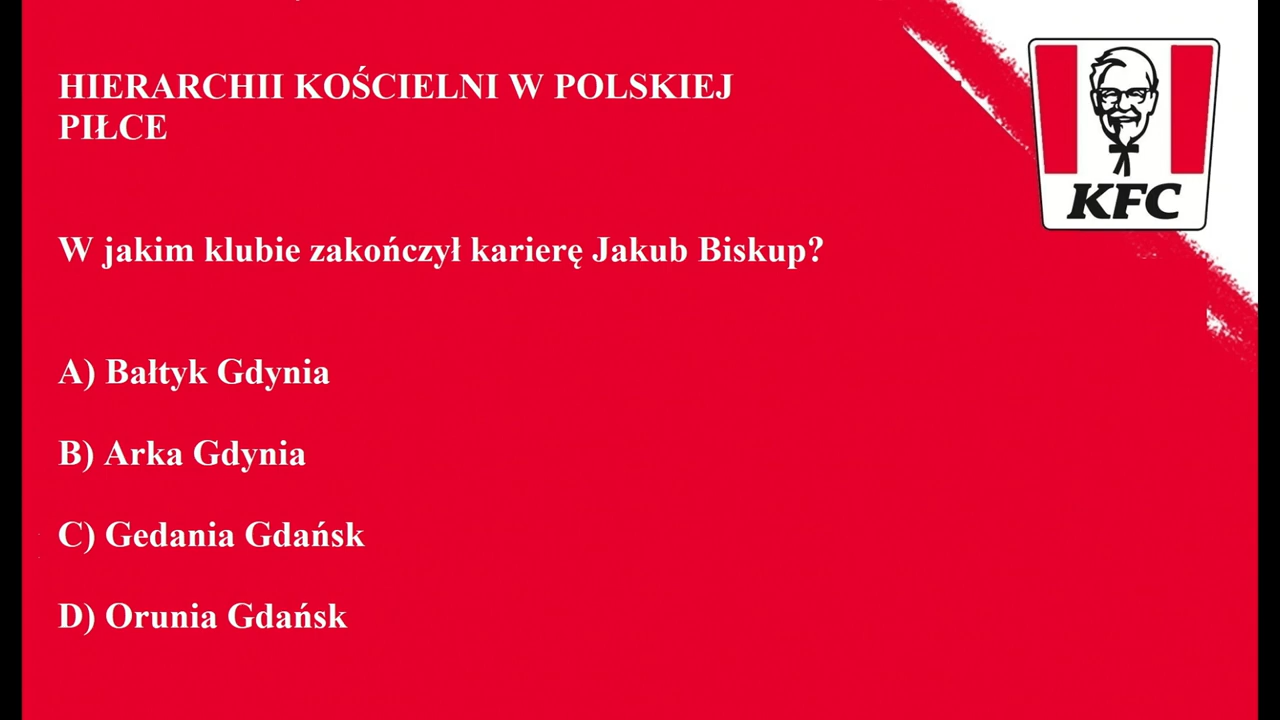 HIERARCHII KOŚCIELNI W POLSKIEJ
PIŁCE
KFC
W jakim klubie zakończył karierę Jakub Biskup?
A) Bałtyk Gdynia
B) Arka Gdynia
C) Gedania Gdańsk
D) Orunia Gdańsk